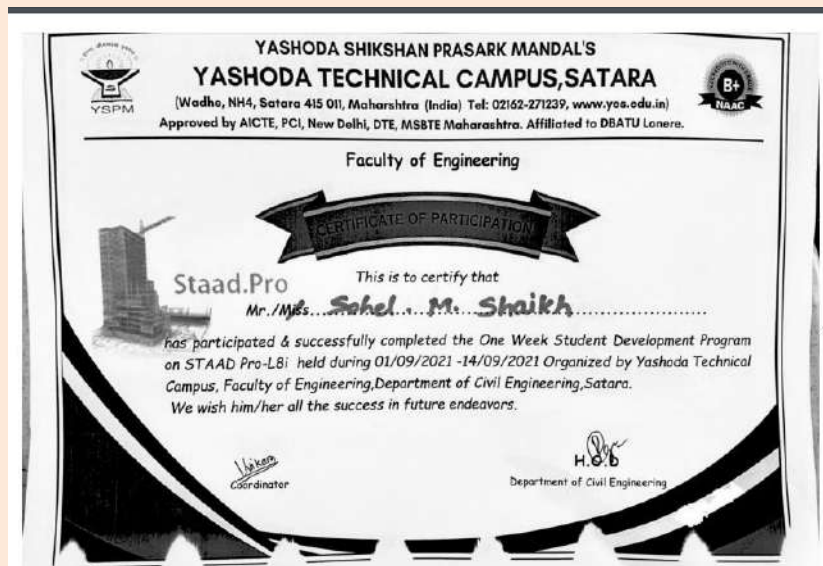 YASHODA SHIKSHAN PRASARK MANDAL'S
YASHODA TECHNICAL CAMPUS,SATARA
(Wadhe, NH4, Satara 415 011, Maharshtra (India) Tel: 02162-271239, www.yes.edu.in)
Approved by AICTE, PCI, New Delhi, DTE, MSBTE Maharashtra. Affiliated to DBATU Lonere.
YSPM
B+
NAAC
Faculty of Engineering
CERTIFICATE OF PARTICIPATION
Staad.Pro
This is to certify that
Mr./Miss...Sohel. M. Shaikh......................
has participated & successfully completed the One Week Student Development Program
on STAAD Pro-L8i held during 01/09/2021 -14/09/2021 Organized by Yashoda Technical
Campus, Faculty of Engineering,Department of Civil Engineering,Satara.
We wish him/her all the success in future endeavors.
Coordinator
H.O.D
Department of Civil Engineering